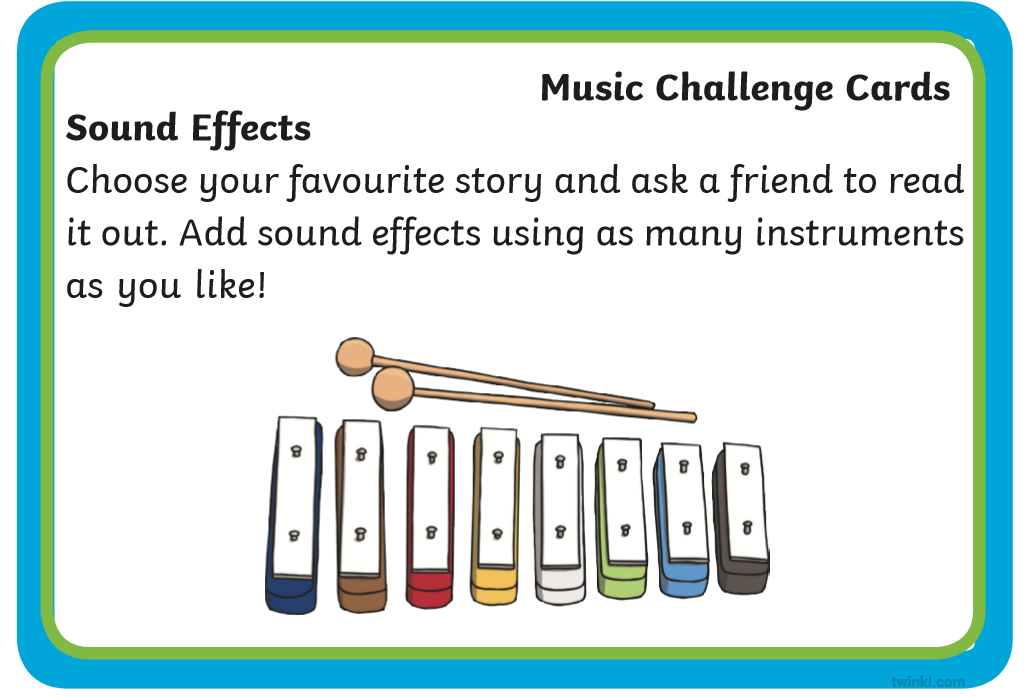 Music Challenge Cards
Sound Effects
Choose your favourite story and ask a friend to read
it out. Add sound effects using as many instruments
as you like!
twinkl.com